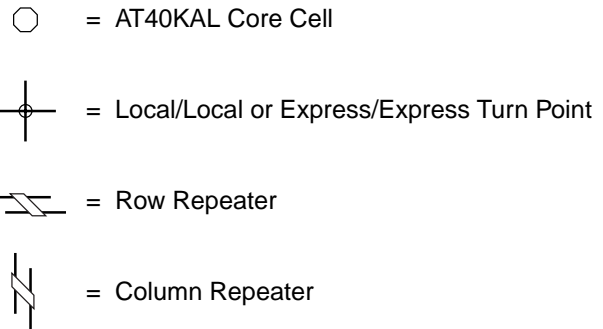 = AT40KAL Core Cell
= Local/Local or Express/Express Turn Point
= Row Repeater
= Column Repeater